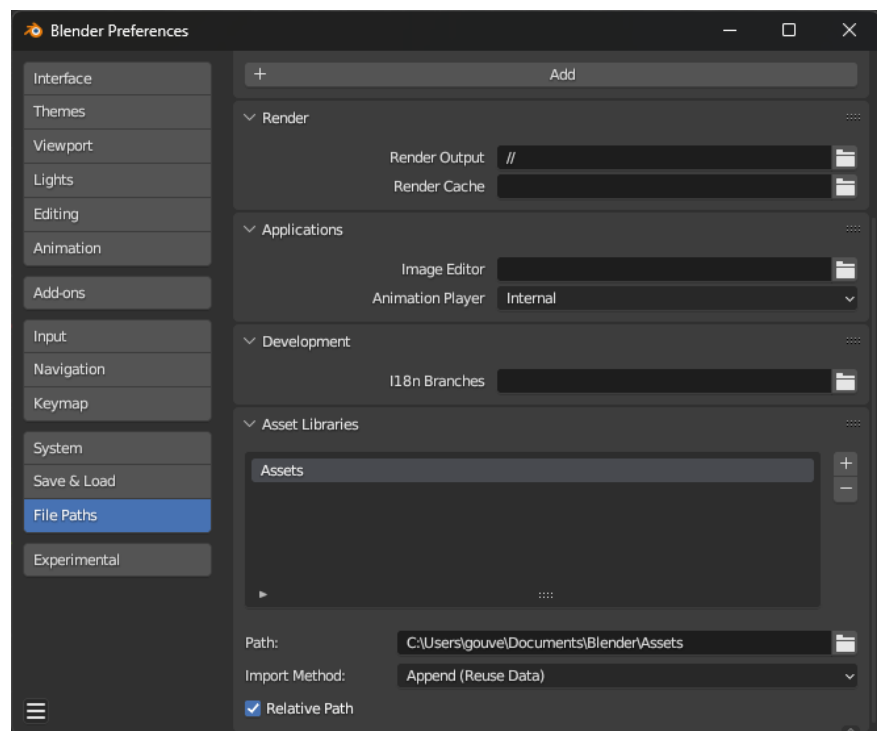 Blender Preferences
Interface
Themes
Viewport
Lights
Editing
Animation
Add-ons
Input
Navigation
Keymap
System
Save & Load
File Paths
Experimental
Add
Render
Render Output //
Render Cache
Applications
Image Editor
Animation Player Internal
Development
I18n Branches
Asset Libraries
Assets
Path: C:\Users\gouve\Documents\Blender\Assets
Import Method: Append (Reuse Data)
Relative Path